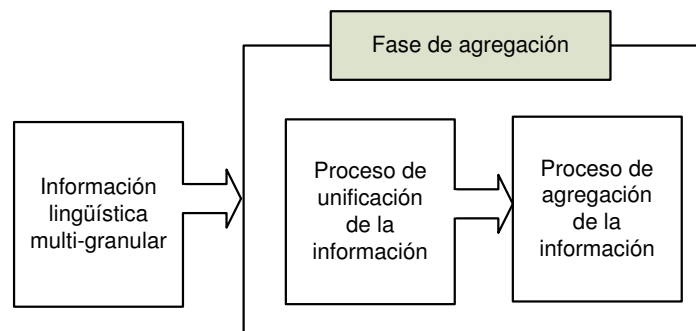 Fase de agregación
Información
lingüística
multi-granular
Proceso de
unificación
de la
información
Proceso de
agregación
de la
información